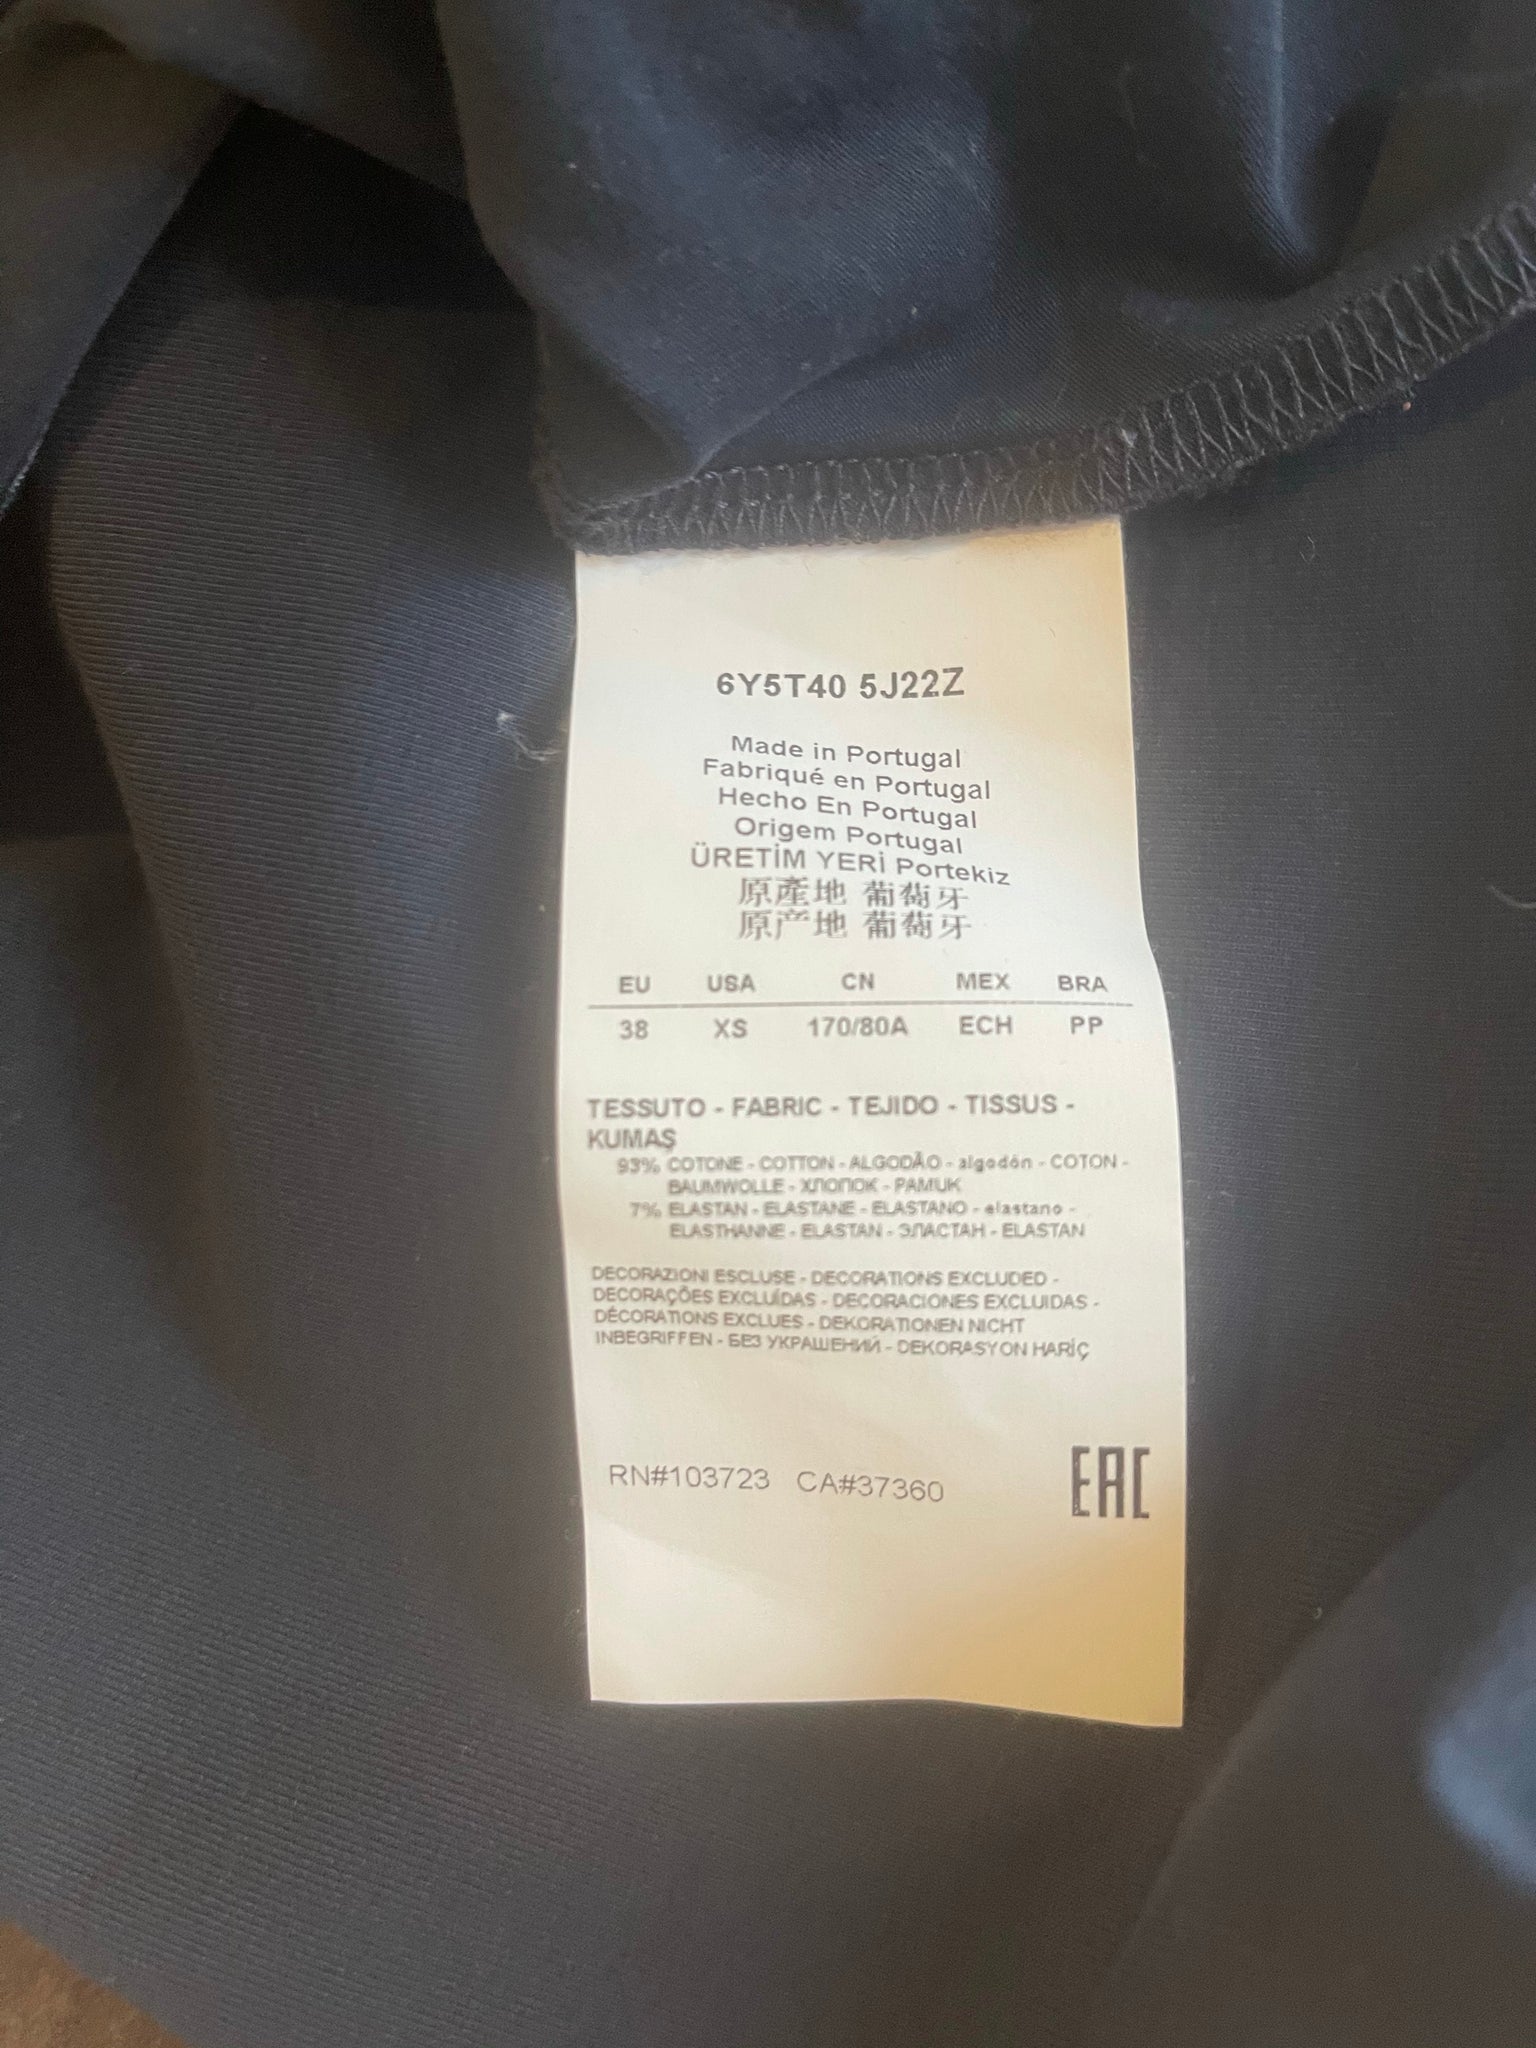 6Y5T40 5J22Z
Made in Portugal
Fabriqué en Portugal
Hecho En Portugal
Origem Portugal
ÜRETİM YERİ Portekiz
原產地 葡萄牙
原产地 葡萄牙
EU USA CN MEX BRA
38 XS 170/80A ECH PP
TESSUTO - FABRIC - TEJIDO - TISSUS -
KUMAŞ
93% COTONE - COTTON - ALGODÃO - algodón - COTON -
BAUMWOLLE - ХЛОПОК - PAMUK
7% ELASTAN - ELASTANE - ELASTANO - elastano -
ELASTHANNE - ELASTAN - ЭЛАСТАН - ELASTAN
DECORAZIONI ESCLUSE - DECORATIONS EXCLUDED -
DECORAÇÕES EXCLUÍDAS - DECORACIONES EXCLUIDAS -
DÉCORATIONS EXCLUES - DEKORATIONEN NICHT
INBEGRIFFEN - БЕЗ УКРАШЕНИЙ - DEKORASYON HARİÇ
RN#103723 CA#37360
EAC